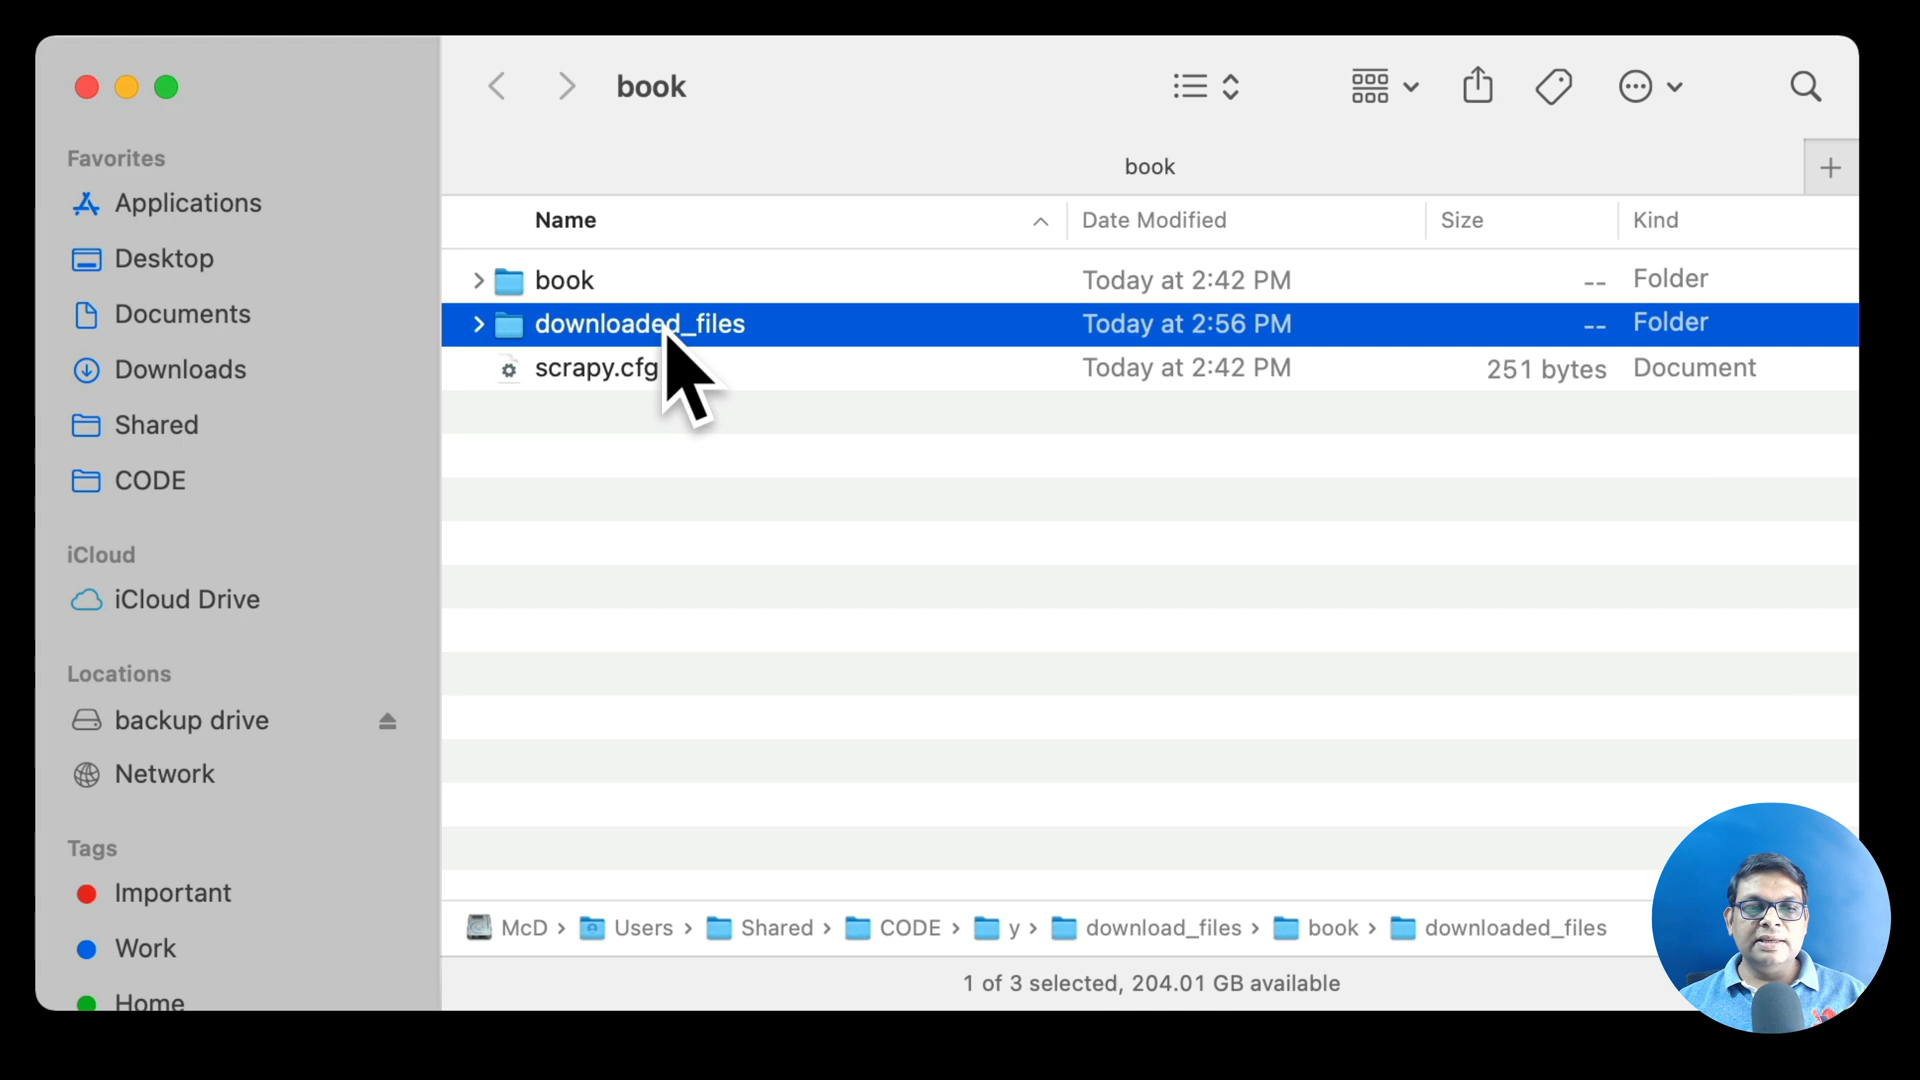 book
book
Favorites
Applications
Desktop
Documents
Downloads
Shared
CODE
iCloud
iCloud Drive
Locations
backup drive
Network
Tags
Important
Work
Home
Name Date Modified Size Kind
book Today at 2:42 PM -- Folder
downloaded_files Today at 2:56 PM -- Folder
scrapy.cfg Today at 2:42 PM 251 bytes Document
McD › Users › Shared › CODE › y › download_files › book › downloaded_files
1 of 3 selected, 204.01 GB available